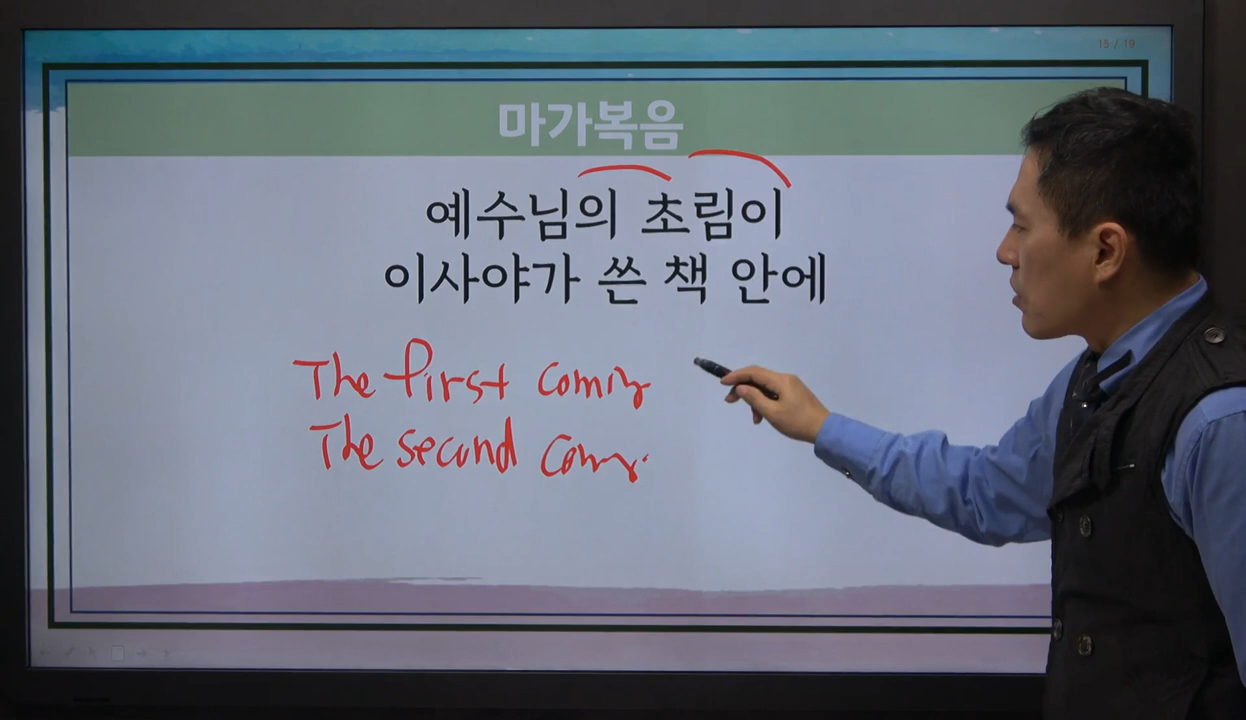 15 / 19
마가복음
예수님의 초림이
이사야가 쓴 책 안에
The first coming
The second coming